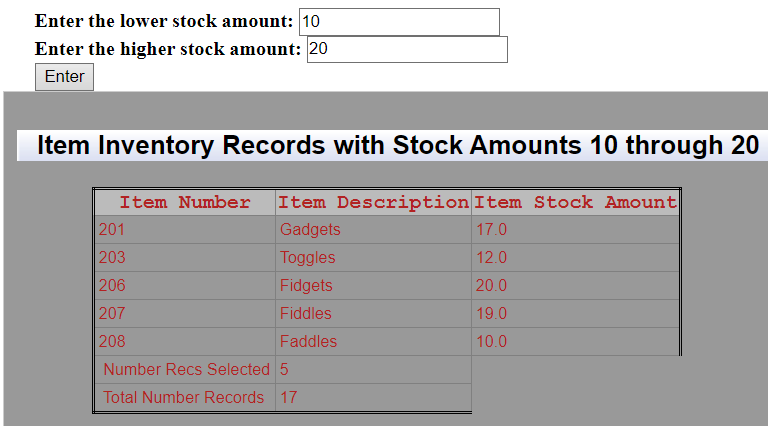 Enter the lower stock amount: 10
Enter the higher stock amount: 20
Enter
Item Inventory Records with Stock Amounts 10 through 20
Item Number Item Description Item Stock Amount
201 Gadgets 17.0
203 Toggles 12.0
206 Fidgets 20.0
207 Fiddles 19.0
208 Faddles 10.0
Number Recs Selected 5
Total Number Records 17